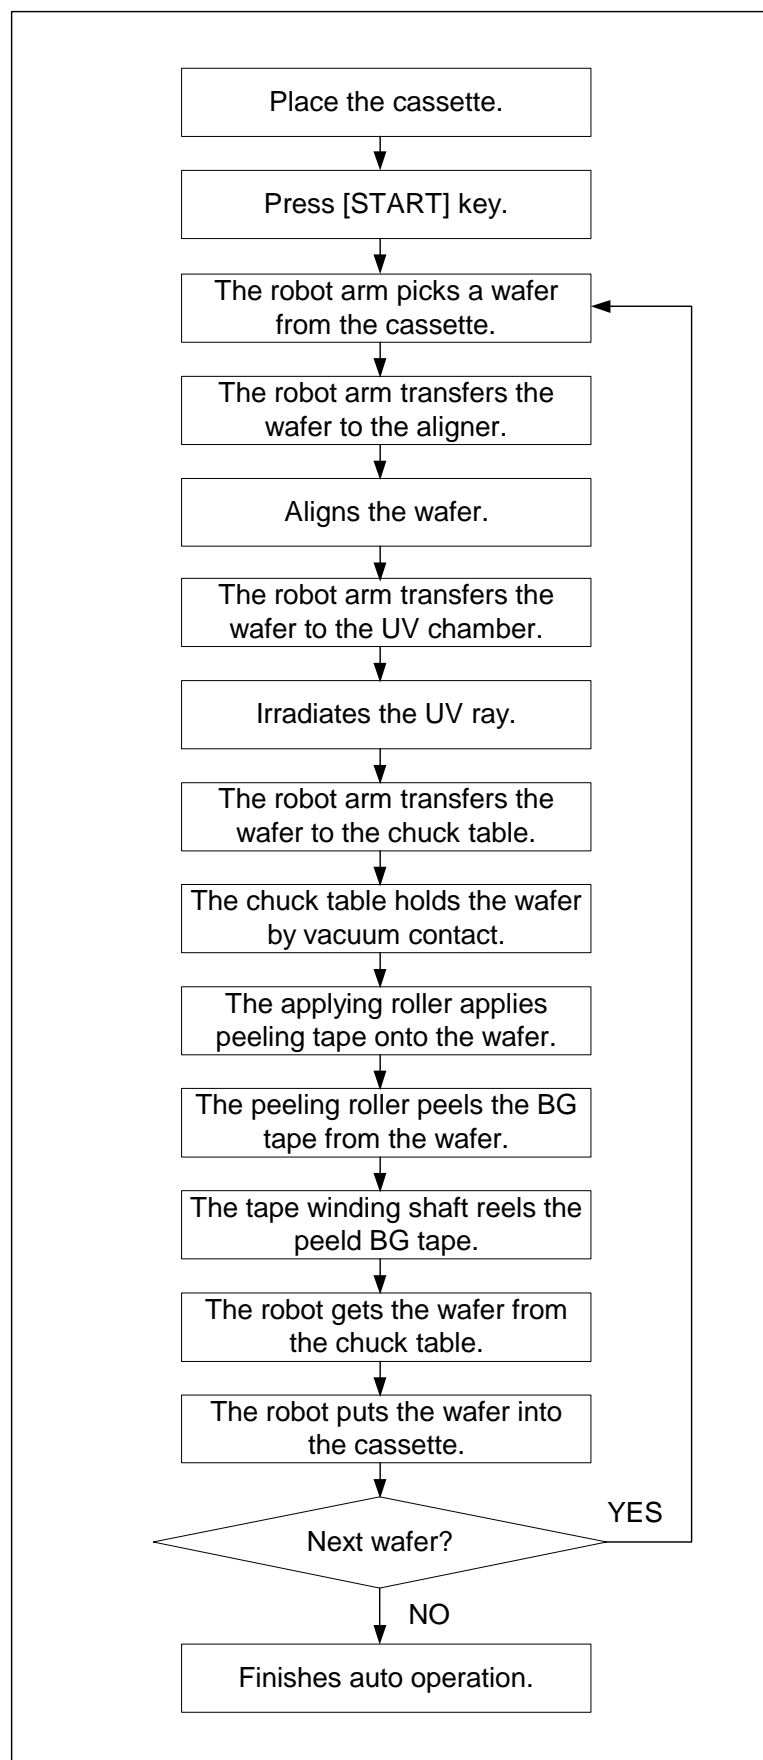 Place the cassette.
Press [START] key.
The robot arm picks a wafer
from the cassette.
The robot arm transfers the
wafer to the aligner.
Aligns the wafer.
The robot arm transfers the
wafer to the UV chamber.
Irradiates the UV ray.
The robot arm transfers the
wafer to the chuck table.
The chuck table holds the wafer
by vacuum contact.
The applying roller applies
peeling tape onto the wafer.
The peeling roller peels the BG
tape from the wafer.
The tape winding shaft reels the
peeld BG tape.
The robot gets the wafer from
the chuck table.
The robot puts the wafer into
the cassette.
YES
Next wafer?
NO
Finishes auto operation.